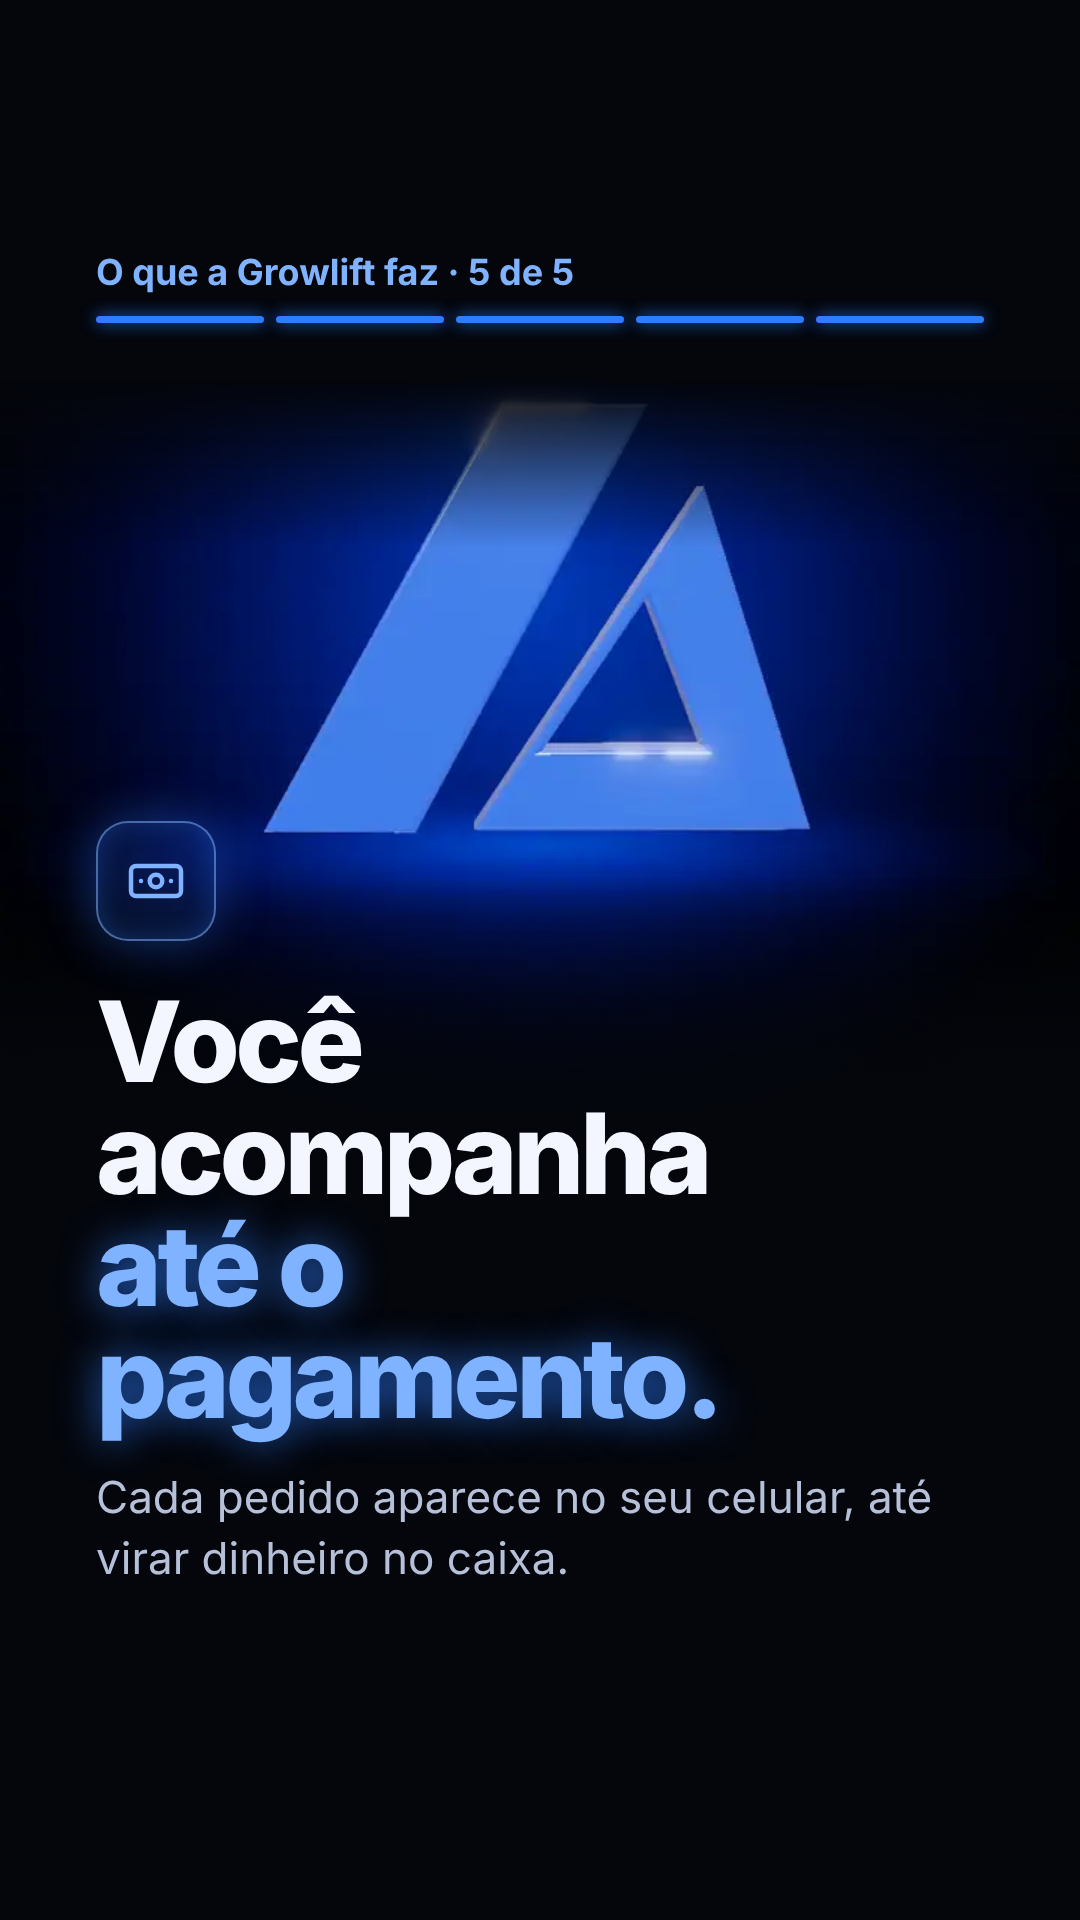 O que a Growlift faz · 5 de 5
Você
acompanha
até o
pagamento.
Cada pedido aparece no seu celular, até
virar dinheiro no caixa.